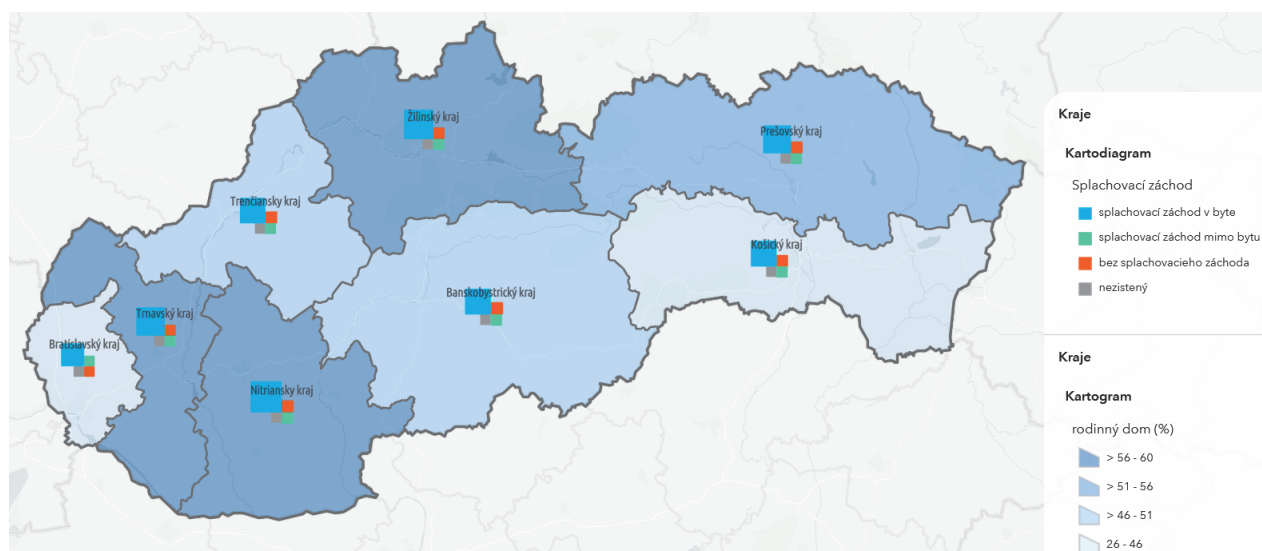 Žilinský kraj
Prešovský kraj
Trenčiansky kraj
Košický kraj
Banskobystrický kraj
Trnavský kraj
Bratislavský kraj
Nitriansky kraj
Kraje
Kartodiagram
Splachovací záchod
splachovací záchod v byte
splachovací záchod mimo bytu
bez splachovacieho záchoda
nezistený
Kraje
Kartogram
rodinný dom (%)
> 56 - 60
> 51 - 56
> 46 - 51
26 - 46